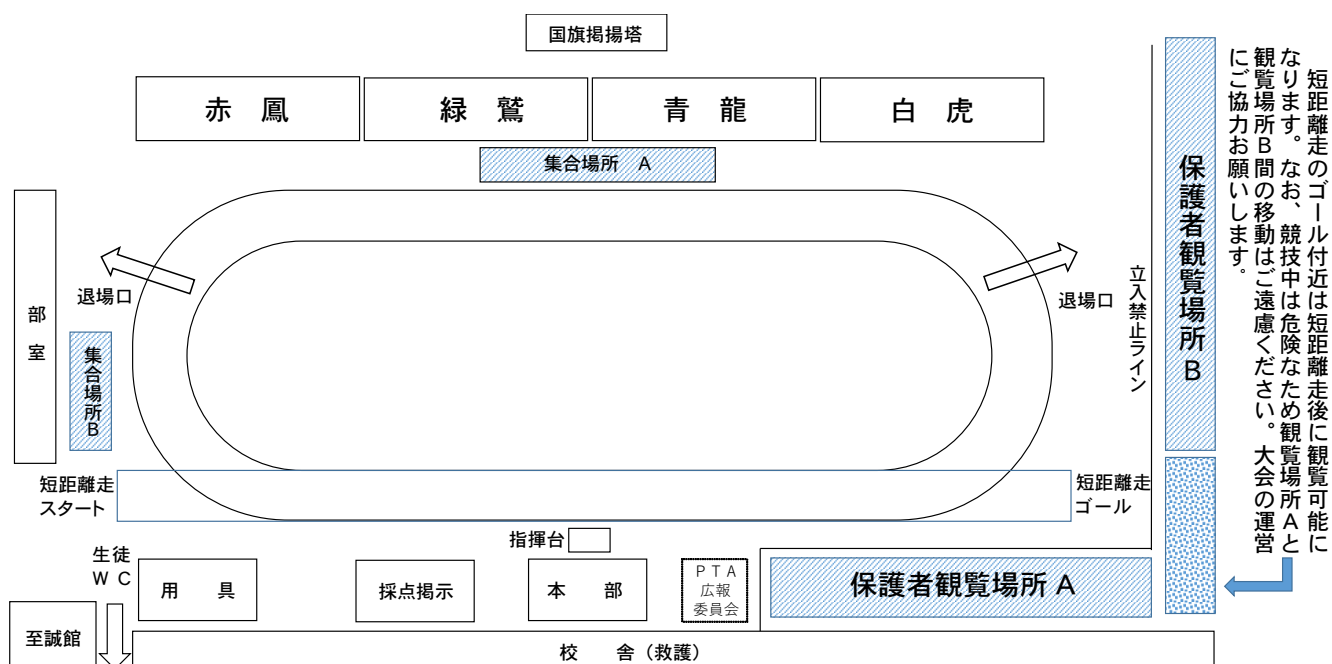 国旗掲揚塔
赤　鳳
緑　鷲
青　龍
白　虎
集合場所　A
退場口
退場口
部室
集合場所B
立入禁止ライン
保護者観覧場所 B
　短距離走のゴール付近は短距離走後に観覧可能に
なります。なお、競技中は危険なため観覧場所Aと
観覧場所B間の移動はご遠慮ください。大会の運営
にご協力お願いします。
短距離走
スタート
短距離走
ゴール
指揮台
生徒
ＷＣ
用　具
採点掲示
本　部
ＰＴＡ
広報
委員会
保護者観覧場所 A
至誠館
校　舎（救護）